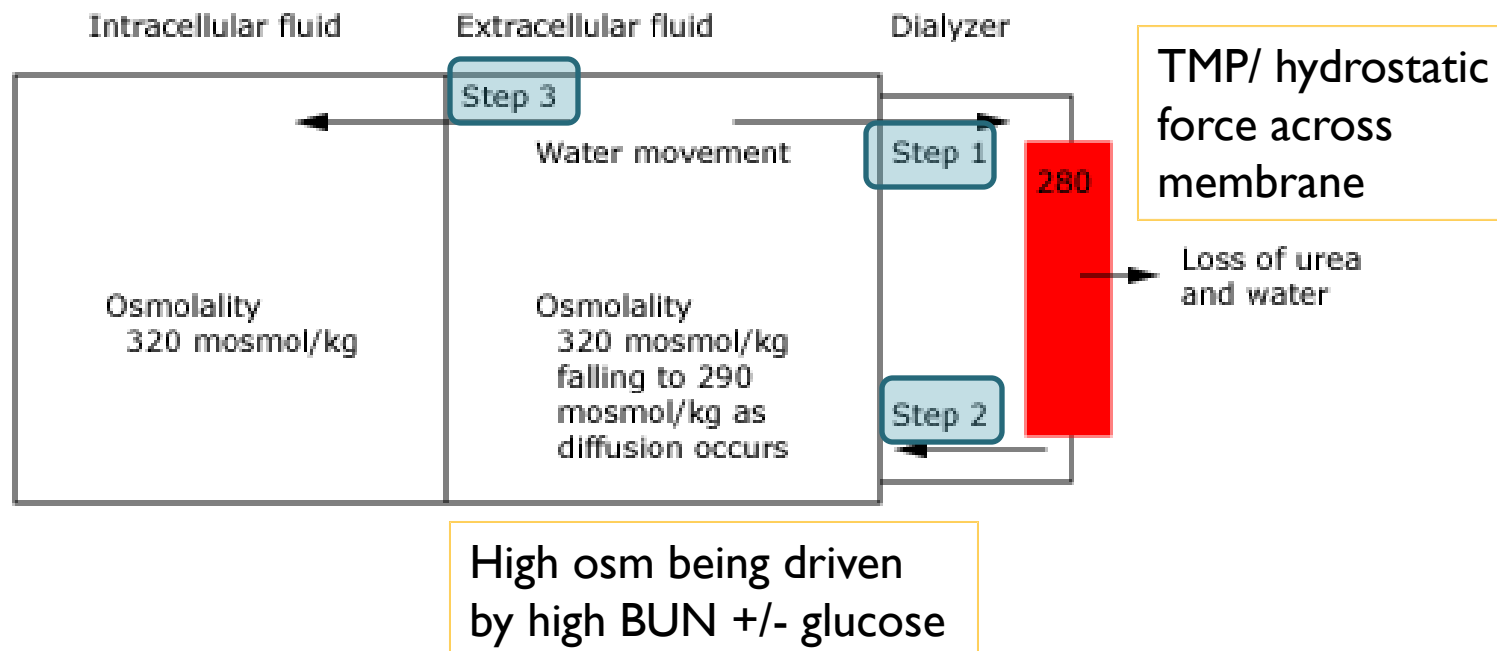 Intracellular fluid
Extracellular fluid
Dialyzer
TMP/ hydrostatic
force across
membrane
Step 3
Water movement
Step 1
280
Loss of urea
and water
Osmolality
320 mosmol/kg
Osmolality
320 mosmol/kg
falling to 290
mosmol/kg as
diffusion occurs
Step 2
High osm being driven
by high BUN +/- glucose